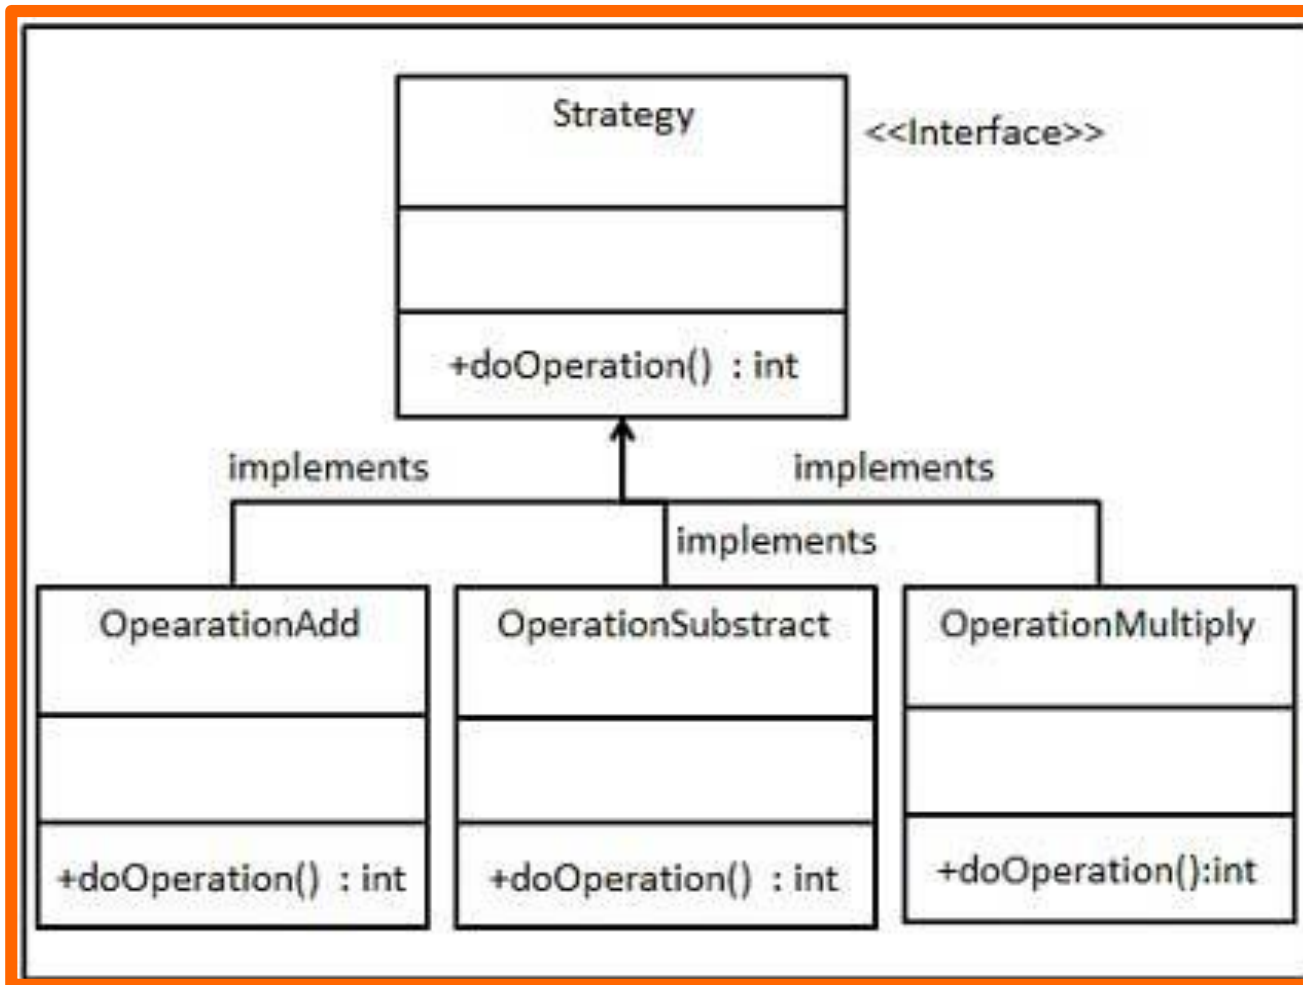 Strategy
<<Interface>>
+doOperation() : int
implements
implements
implements
OpearationAdd
OperationSubstract
OperationMultiply
+doOperation() : int
+doOperation() : int
+doOperation():int